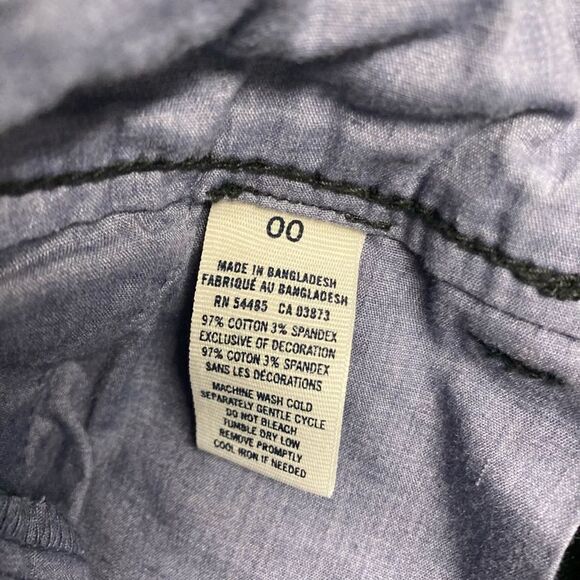 00
MADE IN BANGLADESH
FABRIQUÉ AU BANGLADESH
RN 54485 CA 03873
97% COTTON 3% SPANDEX
EXCLUSIVE OF DECORATION
97% COTON 3% SPANDEX
SANS LES DÉCORATIONS
MACHINE WASH COLD
SEPARATELY GENTLE CYCLE
DO NOT BLEACH
TUMBLE DRY LOW
REMOVE PROMPTLY
COOL IRON IF NEEDED